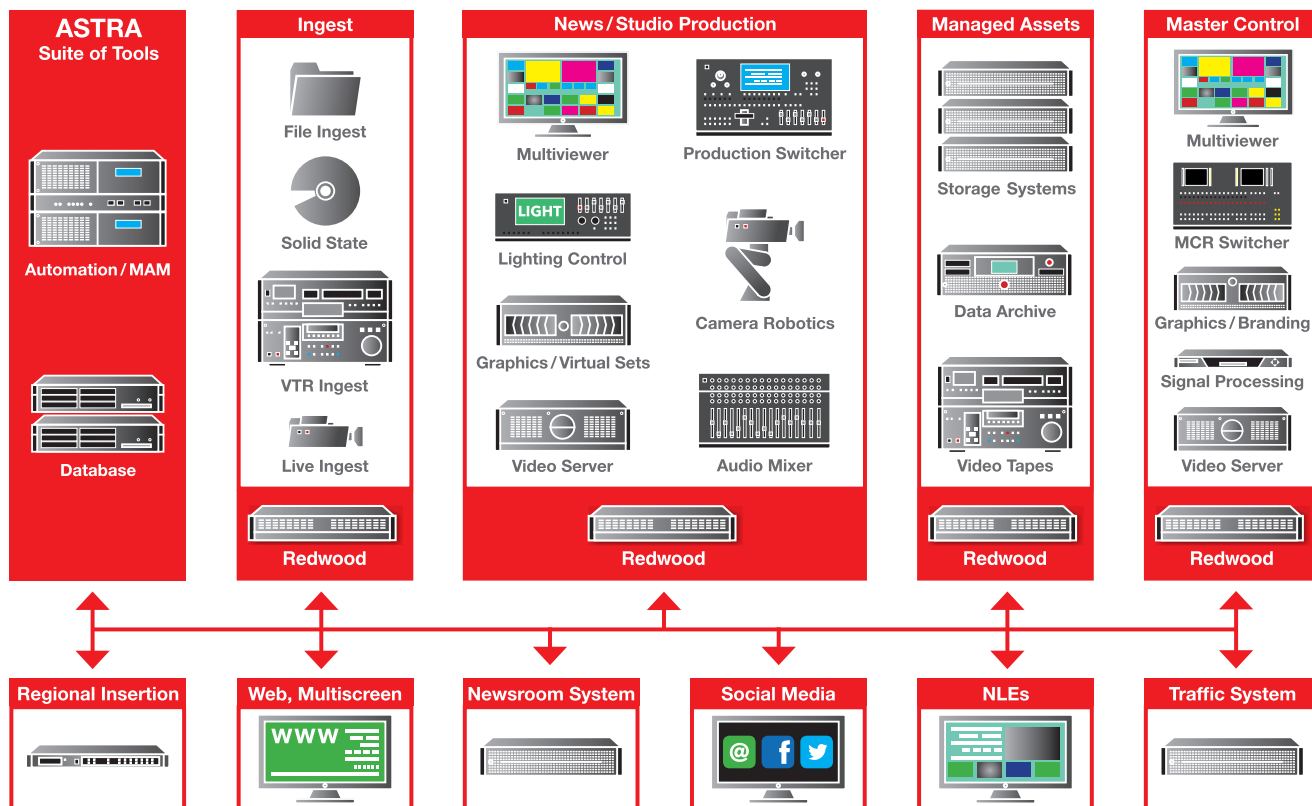 ASTRA
Suite of Tools
Automation / MAM
Database
Ingest
File Ingest
Solid State
VTR Ingest
Live Ingest
Redwood
News / Studio Production
Multiviewer
Production Switcher
LIGHT
Lighting Control
Camera Robotics
Graphics / Virtual Sets
Video Server
Audio Mixer
Redwood
Managed Assets
Storage Systems
Data Archive
Video Tapes
Redwood
Master Control
Multiviewer
MCR Switcher
Graphics / Branding
Signal Processing
Video Server
Redwood
Regional Insertion
Web, Multiscreen
WWW
Newsroom System
Social Media
@ f
NLEs
Traffic System